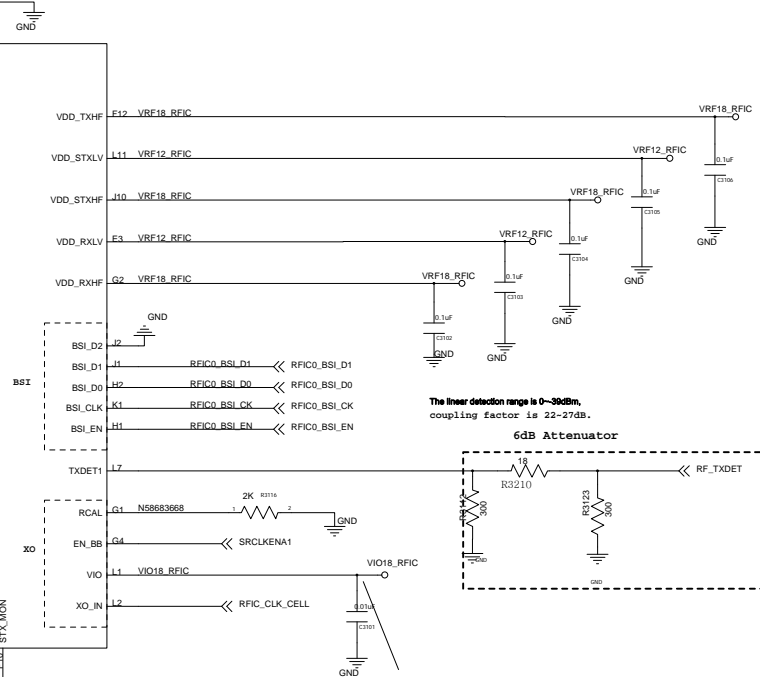 GND
VDD_TXHF F12 VRF18_RFIC VRF18_RFIC
0.1uF
C3106
GND
VDD_STXLV L11 VRF12_RFIC VRF12_RFIC
0.1uF
C3105
GND
VDD_STXHF J10 VRF18_RFIC VRF18_RFIC
0.1uF
C3104
GND
VDD_RXLV E3 VRF12_RFIC VRF12_RFIC
0.1uF
C3103
GND
VDD_RXHF G2 VRF18_RFIC VRF18_RFIC
0.1uF
C3102
GND
GND
BSI
BSI_D2 J2
BSI_D1 J1 RFIC0_BSI_D1 RFIC0_BSI_D1
BSI_D0 H2 RFIC0_BSI_D0 RFIC0_BSI_D0
BSI_CLK K1 RFIC0_BSI_CK RFIC0_BSI_CK
BSI_EN H1 RFIC0_BSI_EN RFIC0_BSI_EN
The linear detection range is 0~-39dBm,
coupling factor is 22-27dB.
6dB Attenuator
TXDET1 L7 18 RF_TXDET
R3210
300
R3123
300
GND
GND
XO
RCAL G1 N58683668 2K R3116
1 2
GND
EN_BB G4 SRCLKENA1
VIO L1 VIO18_RFIC VIO18_RFIC
XO_IN L2 RFIC_CLK_CELL
0.01uF
C3101
GND
STX_MON